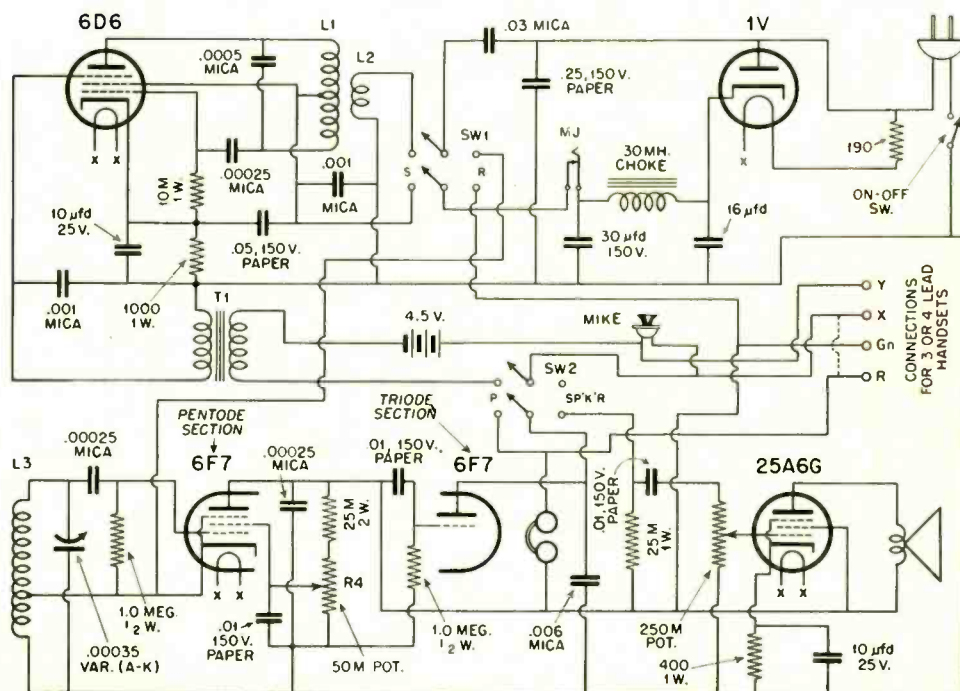 6D6
.0005
MICA
L1
L2
.03 MICA
1V
.25, 150 V.
PAPER
SW1
S
R
MJ
30 MH.
CHOKE
190
ON-OFF
SW.
x x
x
10M
1W.
.00025
MICA
.001
MICA
10 µfd
25 V.
.05, 150 V.
PAPER
30 µfd
150 V.
16 µfd
.001
MICA
1000
1W.
T1
4.5 V.
MIKE
Y
X
Gn
R
CONNECTIONS
FOR 3 OR 4 LEAD
HANDSETS
SW2
P
SP'K'R
PENTODE
SECTION
TRIODE
SECTION
L3
.00025
MICA
6F7
.00025
MICA
.01, 150 V.
PAPER
6F7
.01, 150 V.
PAPER
25A6G
25 M
2 W.
25 M
1 W.
R4
x x
x x
1.0 MEG.
1/2 W.
.00035
VAR. (A-K)
.01
150 V.
PAPER
50 M POT.
1.0 MEG.
1/2 W.
.006
MICA
250 M
POT.
400
1W.
10 µfd
25 V.